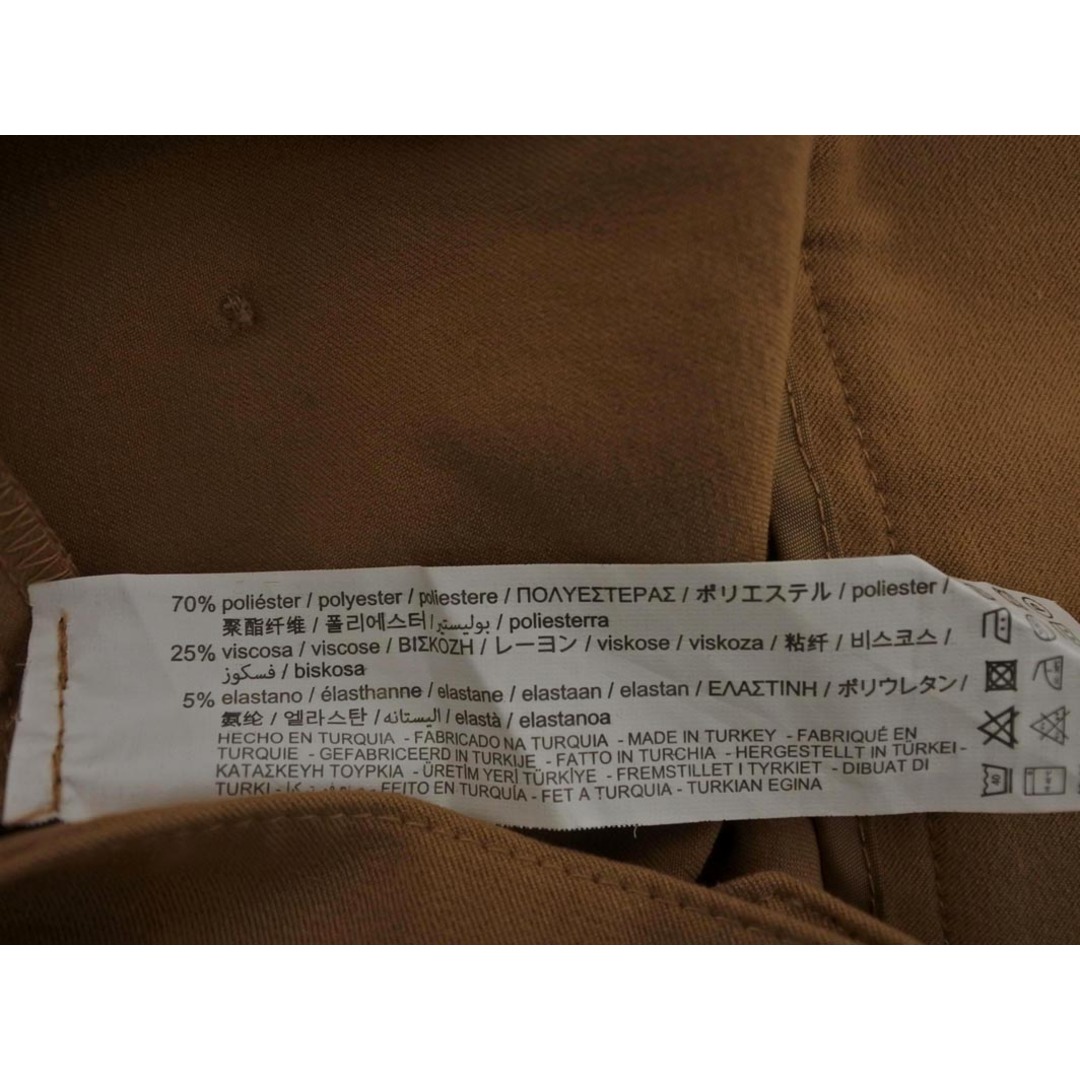 70% poliéster / polyester / poliestere / ΠΟΛΥΕΣΤΕΡΑΣ / ポリエステル / poliester /
聚酯纤维 / 폴리에스터 / بوليستير / poliesterra
25% viscosa / viscose / ΒΙΣΚΟΖΗ / レーヨン / viskose / viskoza / 粘纤 / 비스코스 /
فسكوز / biskosa
5% elastano / élasthanne / elastane / elastaan / elastan / ΕΛΑΣΤΙΝΗ / ポリウレタン /
氨纶 / 엘라스탄 / اليستانه / elastà / elastanoa
HECHO EN TURQUIA - FABRICADO NA TURQUIA - MADE IN TURKEY - FABRIQUÉ EN
TURQUIE - GEFABRICEERD IN TURKIJE - FATTO IN TURCHIA - HERGESTELLT IN TÜRKEI -
ΚΑΤΑΣΚΕΥΗ ΤΟΥΡΚΙΑ - ÜRETİM YERİ TÜRKİYE - FREMSTILLET I TYRKIET - DIBUAT DI
TURKI - FEITO EN TURQUÍA - FET A TURQUIA - TURKIAN EGINA